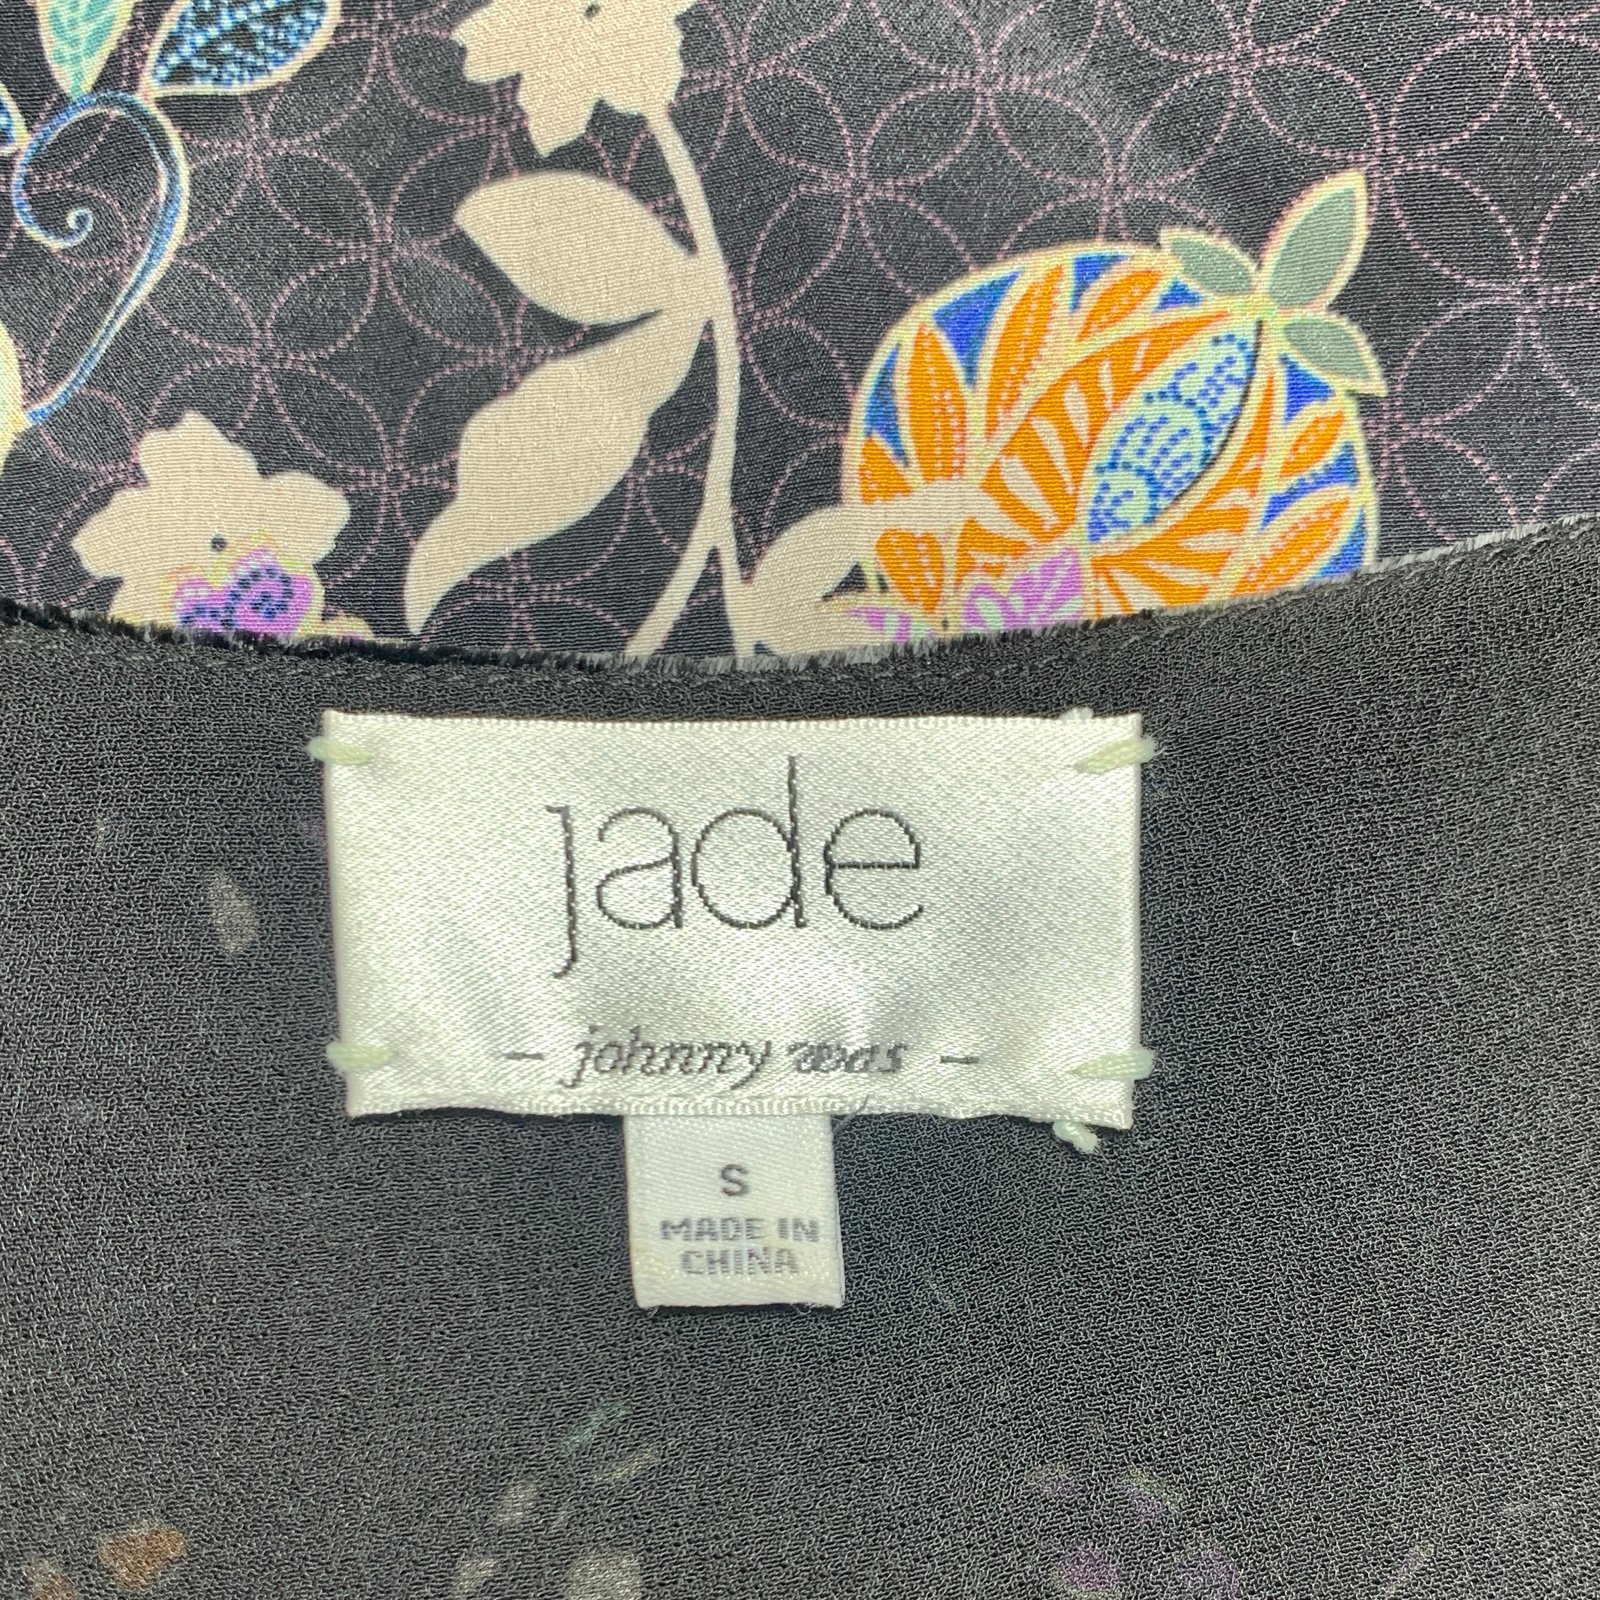 jade
- johnny was -
S
MADE IN
CHINA